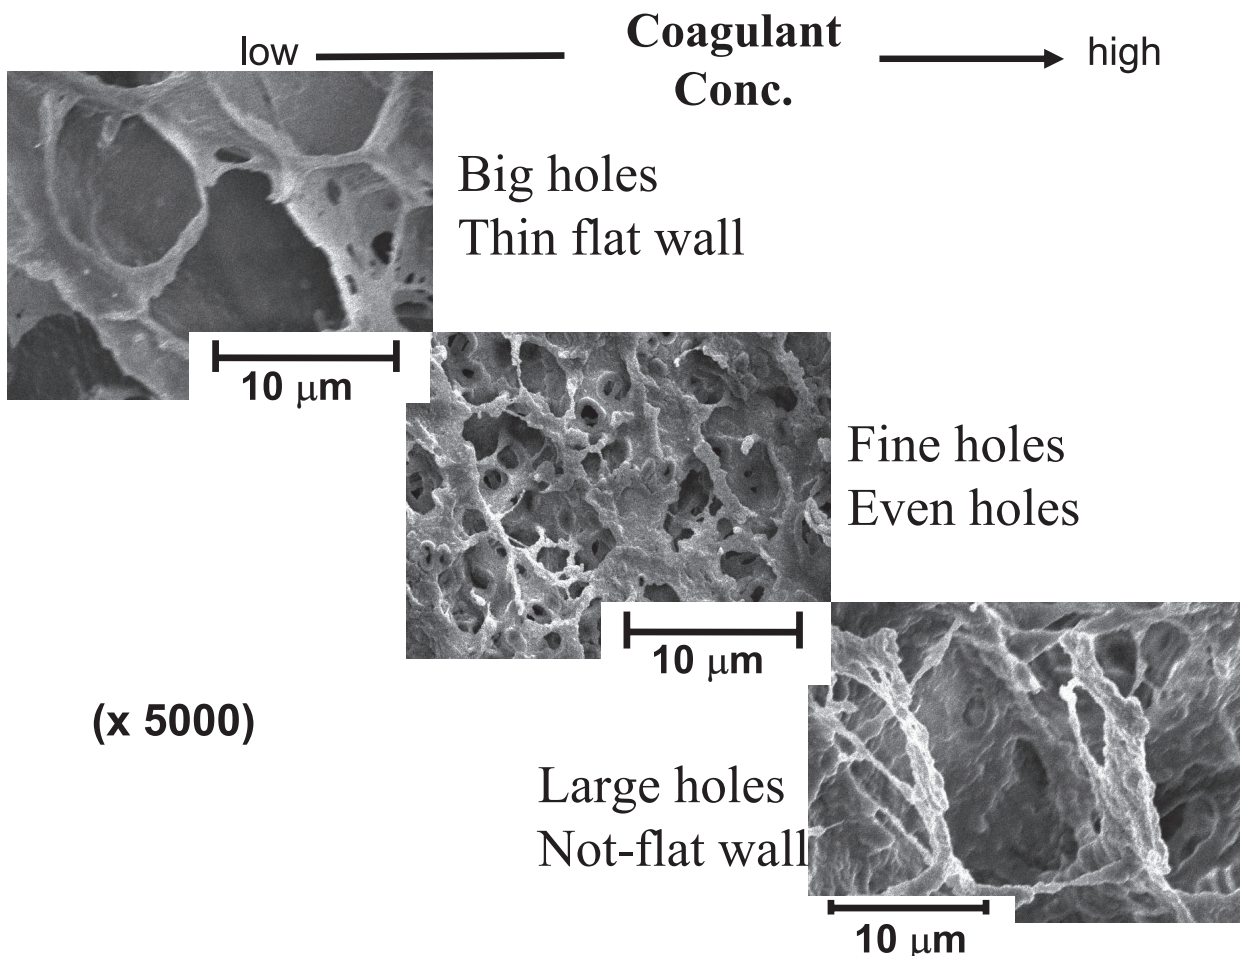 low
Coagulant
Conc.
high
Big holes
Thin flat wall
10 μm
Fine holes
Even holes
10 μm
(x 5000)
Large holes
Not-flat wall
10 μm